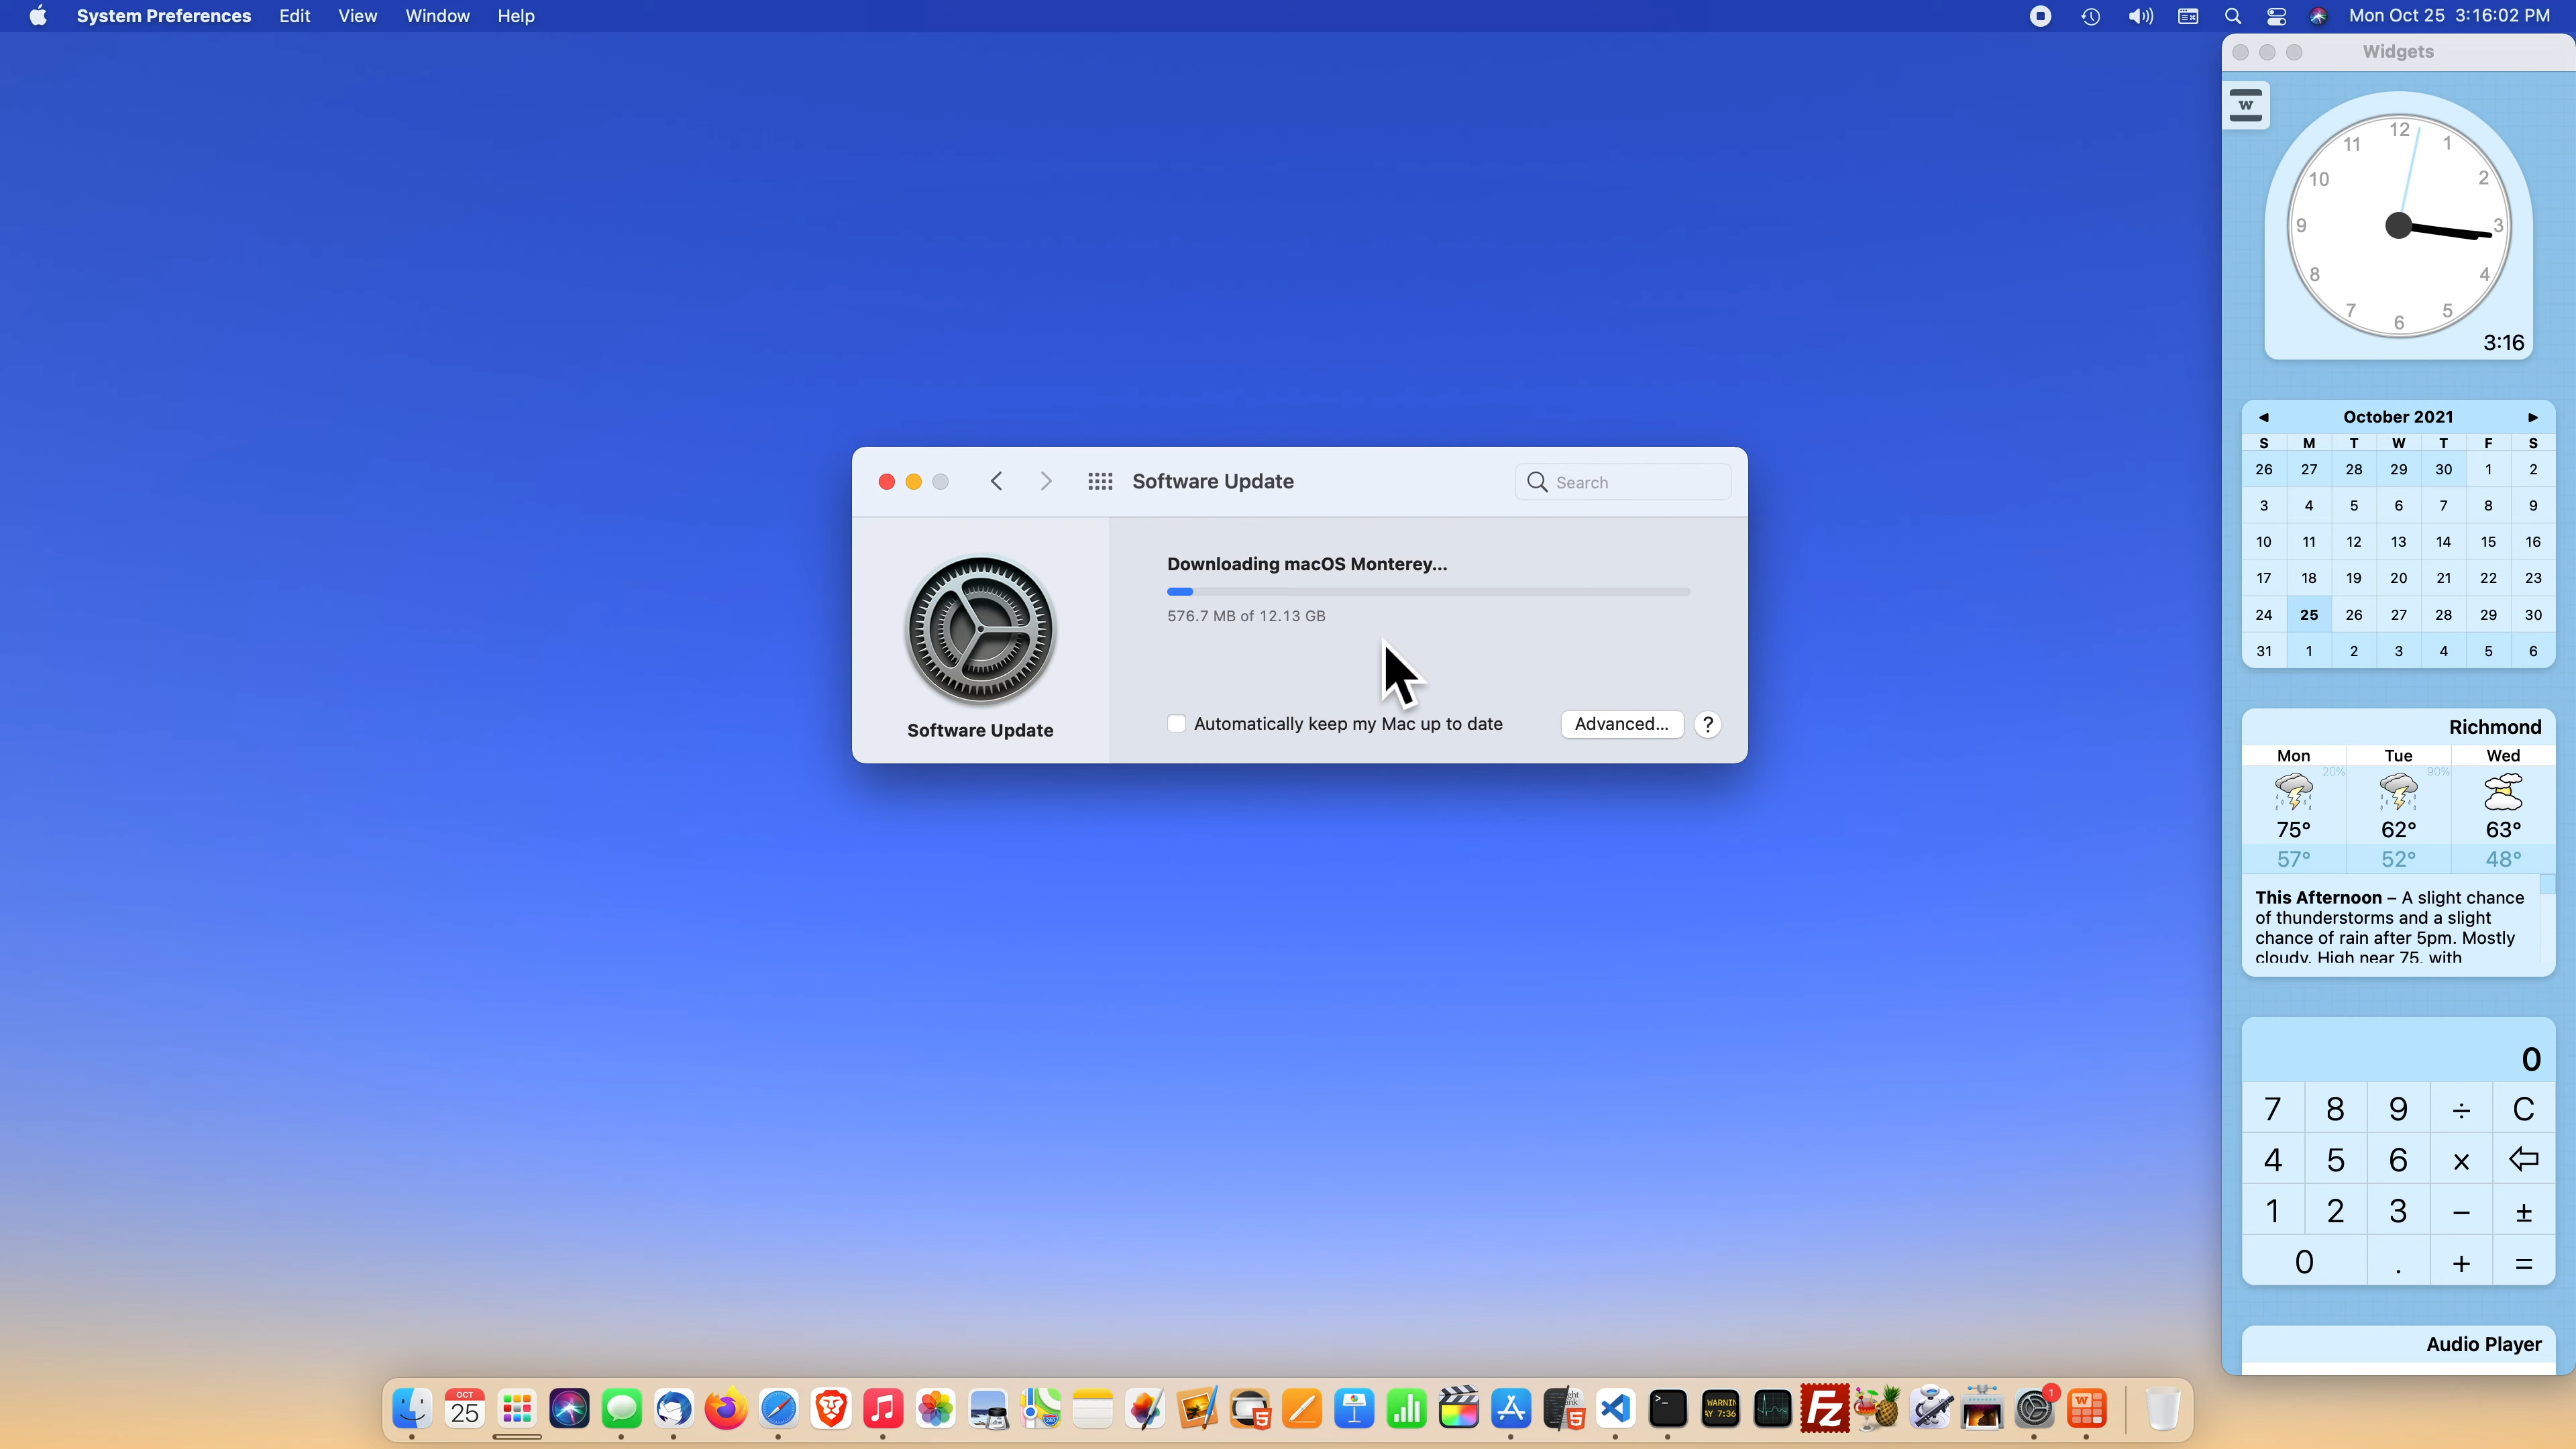 System Preferences Edit View Window Help
Mon Oct 25 3:16:02 PM
Widgets
w
12
11 1
10 2
9 3
8 4
7 5
6
3:16
Software Update
Search
October 2021
S M T W T F S
26 27 28 29 30 1 2
3 4 5 6 7 8 9
10 11 12 13 14 15 16
17 18 19 20 21 22 23
24 25 26 27 28 29 30
31 1 2 3 4 5 6
Downloading macOS Monterey...
576.7 MB of 12.13 GB
Software Update
Automatically keep my Mac up to date
Advanced...
?
Richmond
Mon Tue Wed
20% 90%
75° 62° 63°
57° 52° 48°
This Afternoon – A slight chance
of thunderstorms and a slight
chance of rain after 5pm. Mostly
cloudy. High near 75. with
0
7 8 9 ÷ C
4 5 6 ×
1 2 3 − ±
0 . + =
Audio Player
OCT
25
5
280
>_
WARNIN
AY 7:36
Fz
1
W